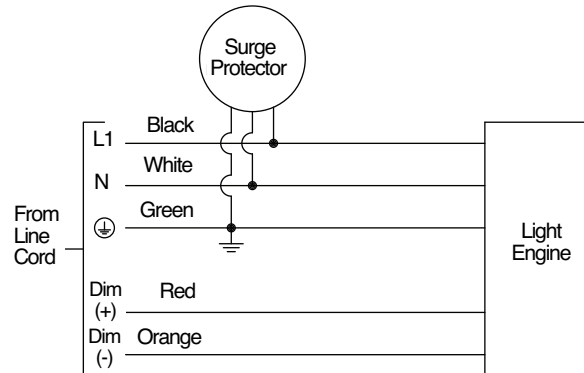 Surge
Protector
L1
Black
N
White
Green
From
Line
Cord
Light
Engine
Dim
(+)
Red
Dim
(-)
Orange